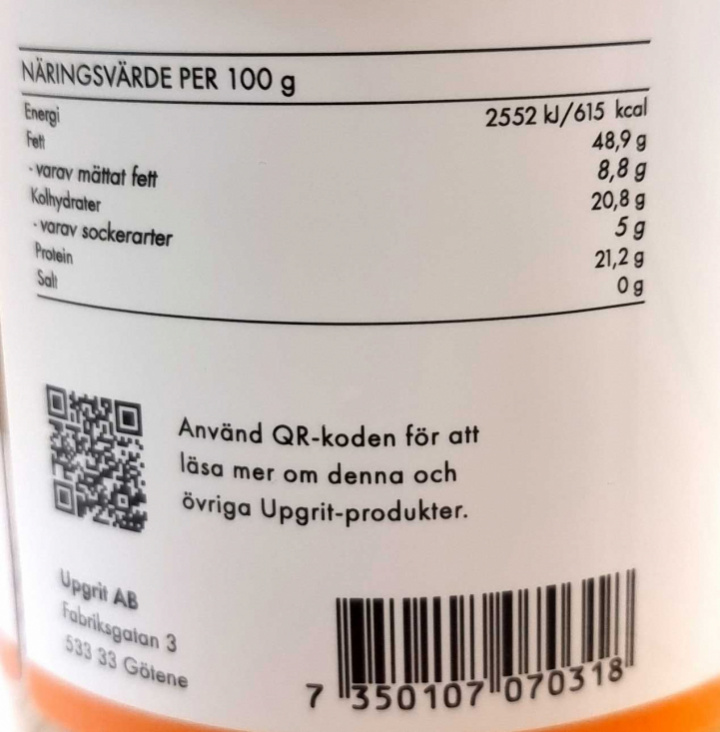 NÄRINGSVÄRDE PER 100 g
Energi 2552 kJ/615 kcal
Fett 48,9 g
- varav mättat fett 8,8 g
Kolhydrater 20,8 g
- varav sockerarter 5 g
Protein 21,2 g
Salt 0 g
Använd QR-koden för att
läsa mer om denna och
övriga Upgrit-produkter.
Upgrit AB
Fabriksgatan 3
533 33 Götene
7 350107 070318